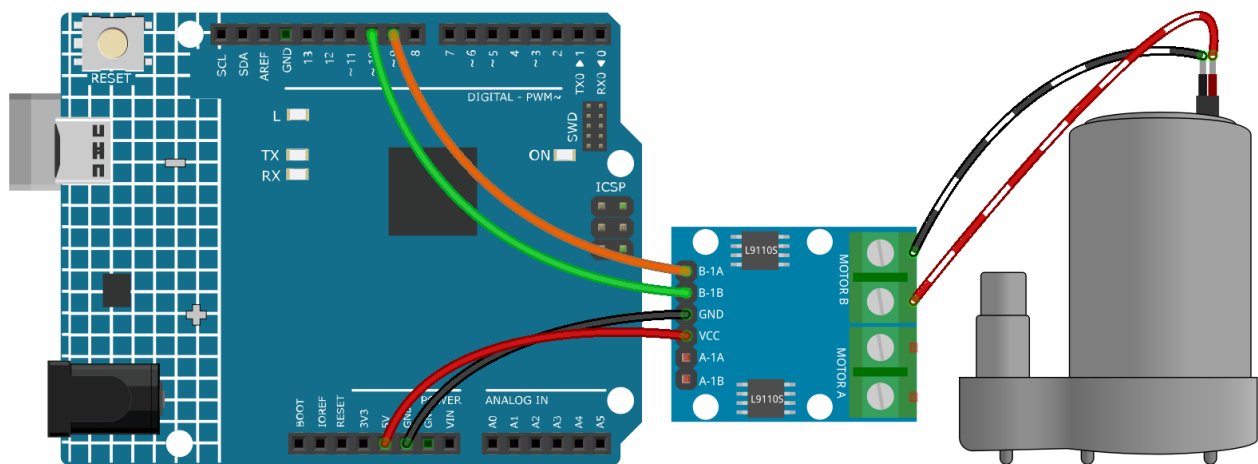 RESET
SCL
SDA
AREF
GND
13
12
~ 11
~ 10
~ 9
8
7
~ 6
~ 5
4
~ 3
2
TX0 ▶ 1
RX0 ◀ 0
DIGITAL - PWM~
L
TX
RX
ON
SWD
ICSP
L9110S
B-1A
B-1B
GND
VCC
A-1A
A-1B
MOTOR B
MOTOR A
L9110S
POWER
ANALOG IN
BOOT
IOREF
RESET
3V3
5V
GND
GND
VIN
A0
A1
A2
A3
A4
A5